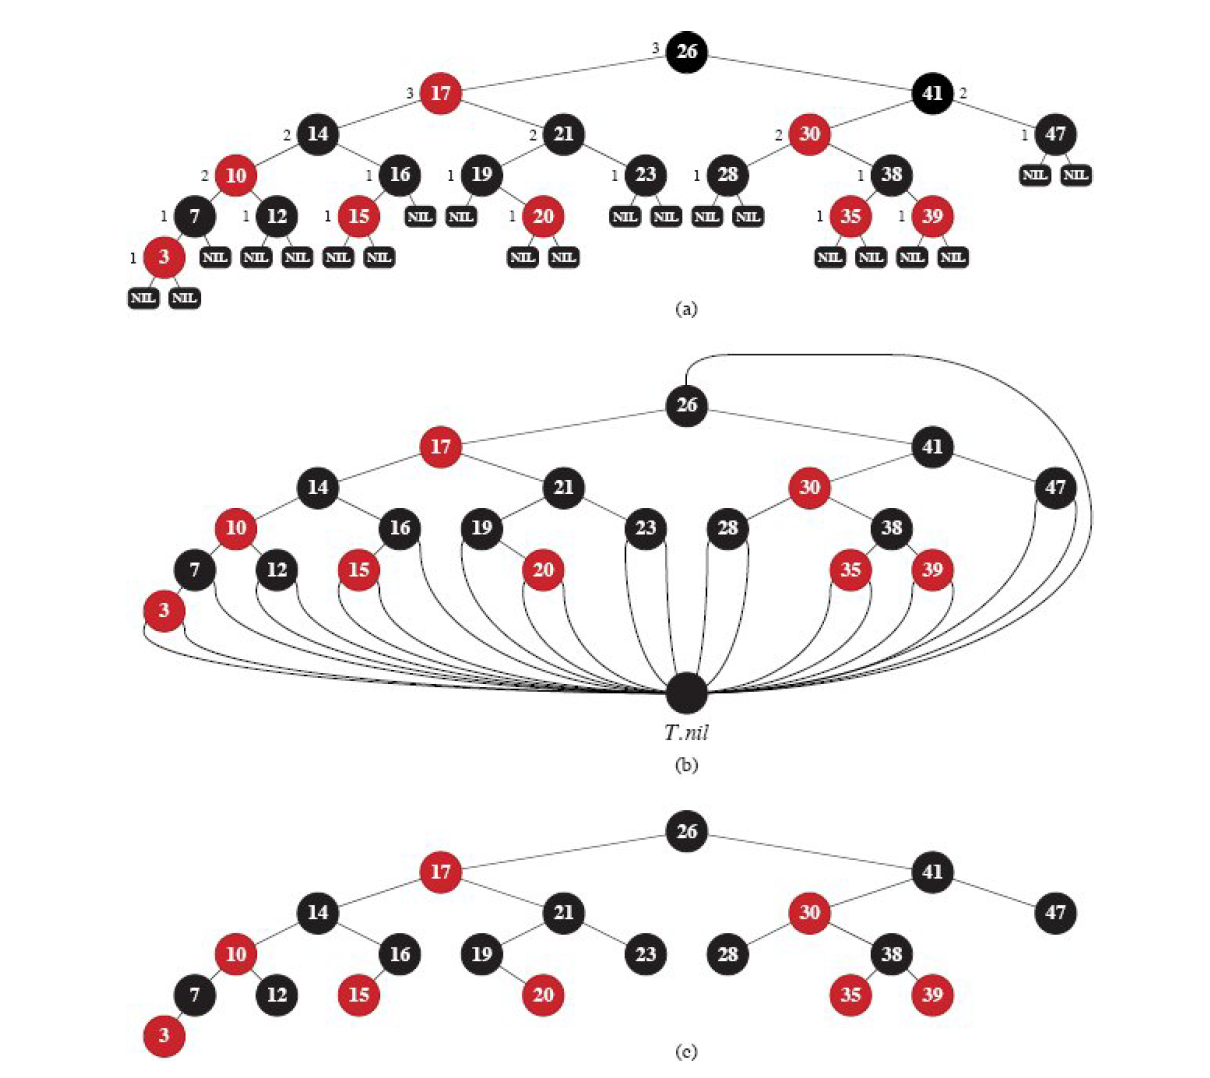 3 26
3 17 41 2
2 14 2 21 2 30 1 47
2 10 1 16 1 19 1 23 1 28 1 38 NIL NIL
1 7 1 12 1 15 NIL NIL 1 20 NIL NIL NIL NIL 1 35 1 39
1 3 NIL NIL NIL NIL NIL NIL NIL NIL NIL NIL NIL
NIL NIL
(a)
26
17 41
14 21 30 47
10 16 19 23 28 38
7 12 15 20 35 39
3
T.nil
(b)
26
17 41
14 21 30 47
10 16 19 23 28 38
7 12 15 20 35 39
3
(c)